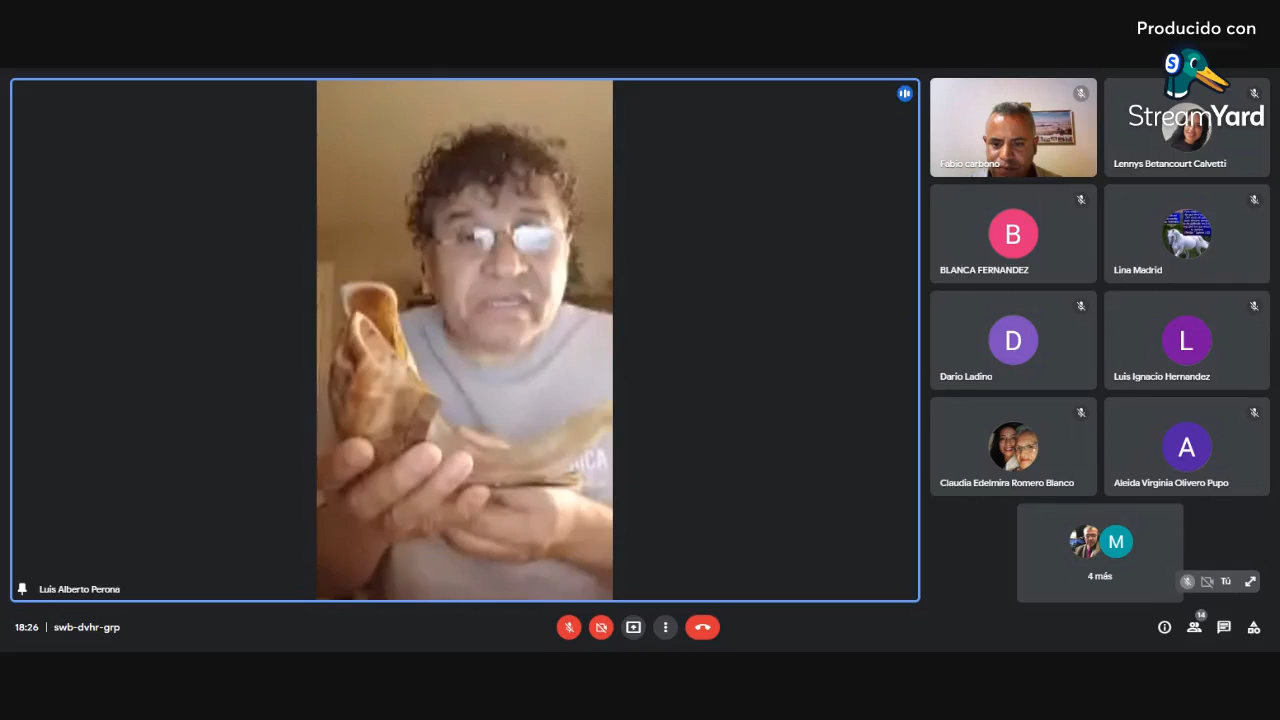 Producido con
StreamYard
Fabio carbono
Lennys Betancourt Calvetti
B
BLANCA FERNANDEZ
Lina Madrid
D
Dario Ladino
L
Luis Ignacio Hernandez
Claudia Edelmira Romero Blanco
A
Aleida Virginia Olivero Pupo
M
4 más
Tú
Luis Alberto Perona
18:26 | swb-dvhr-grp
14